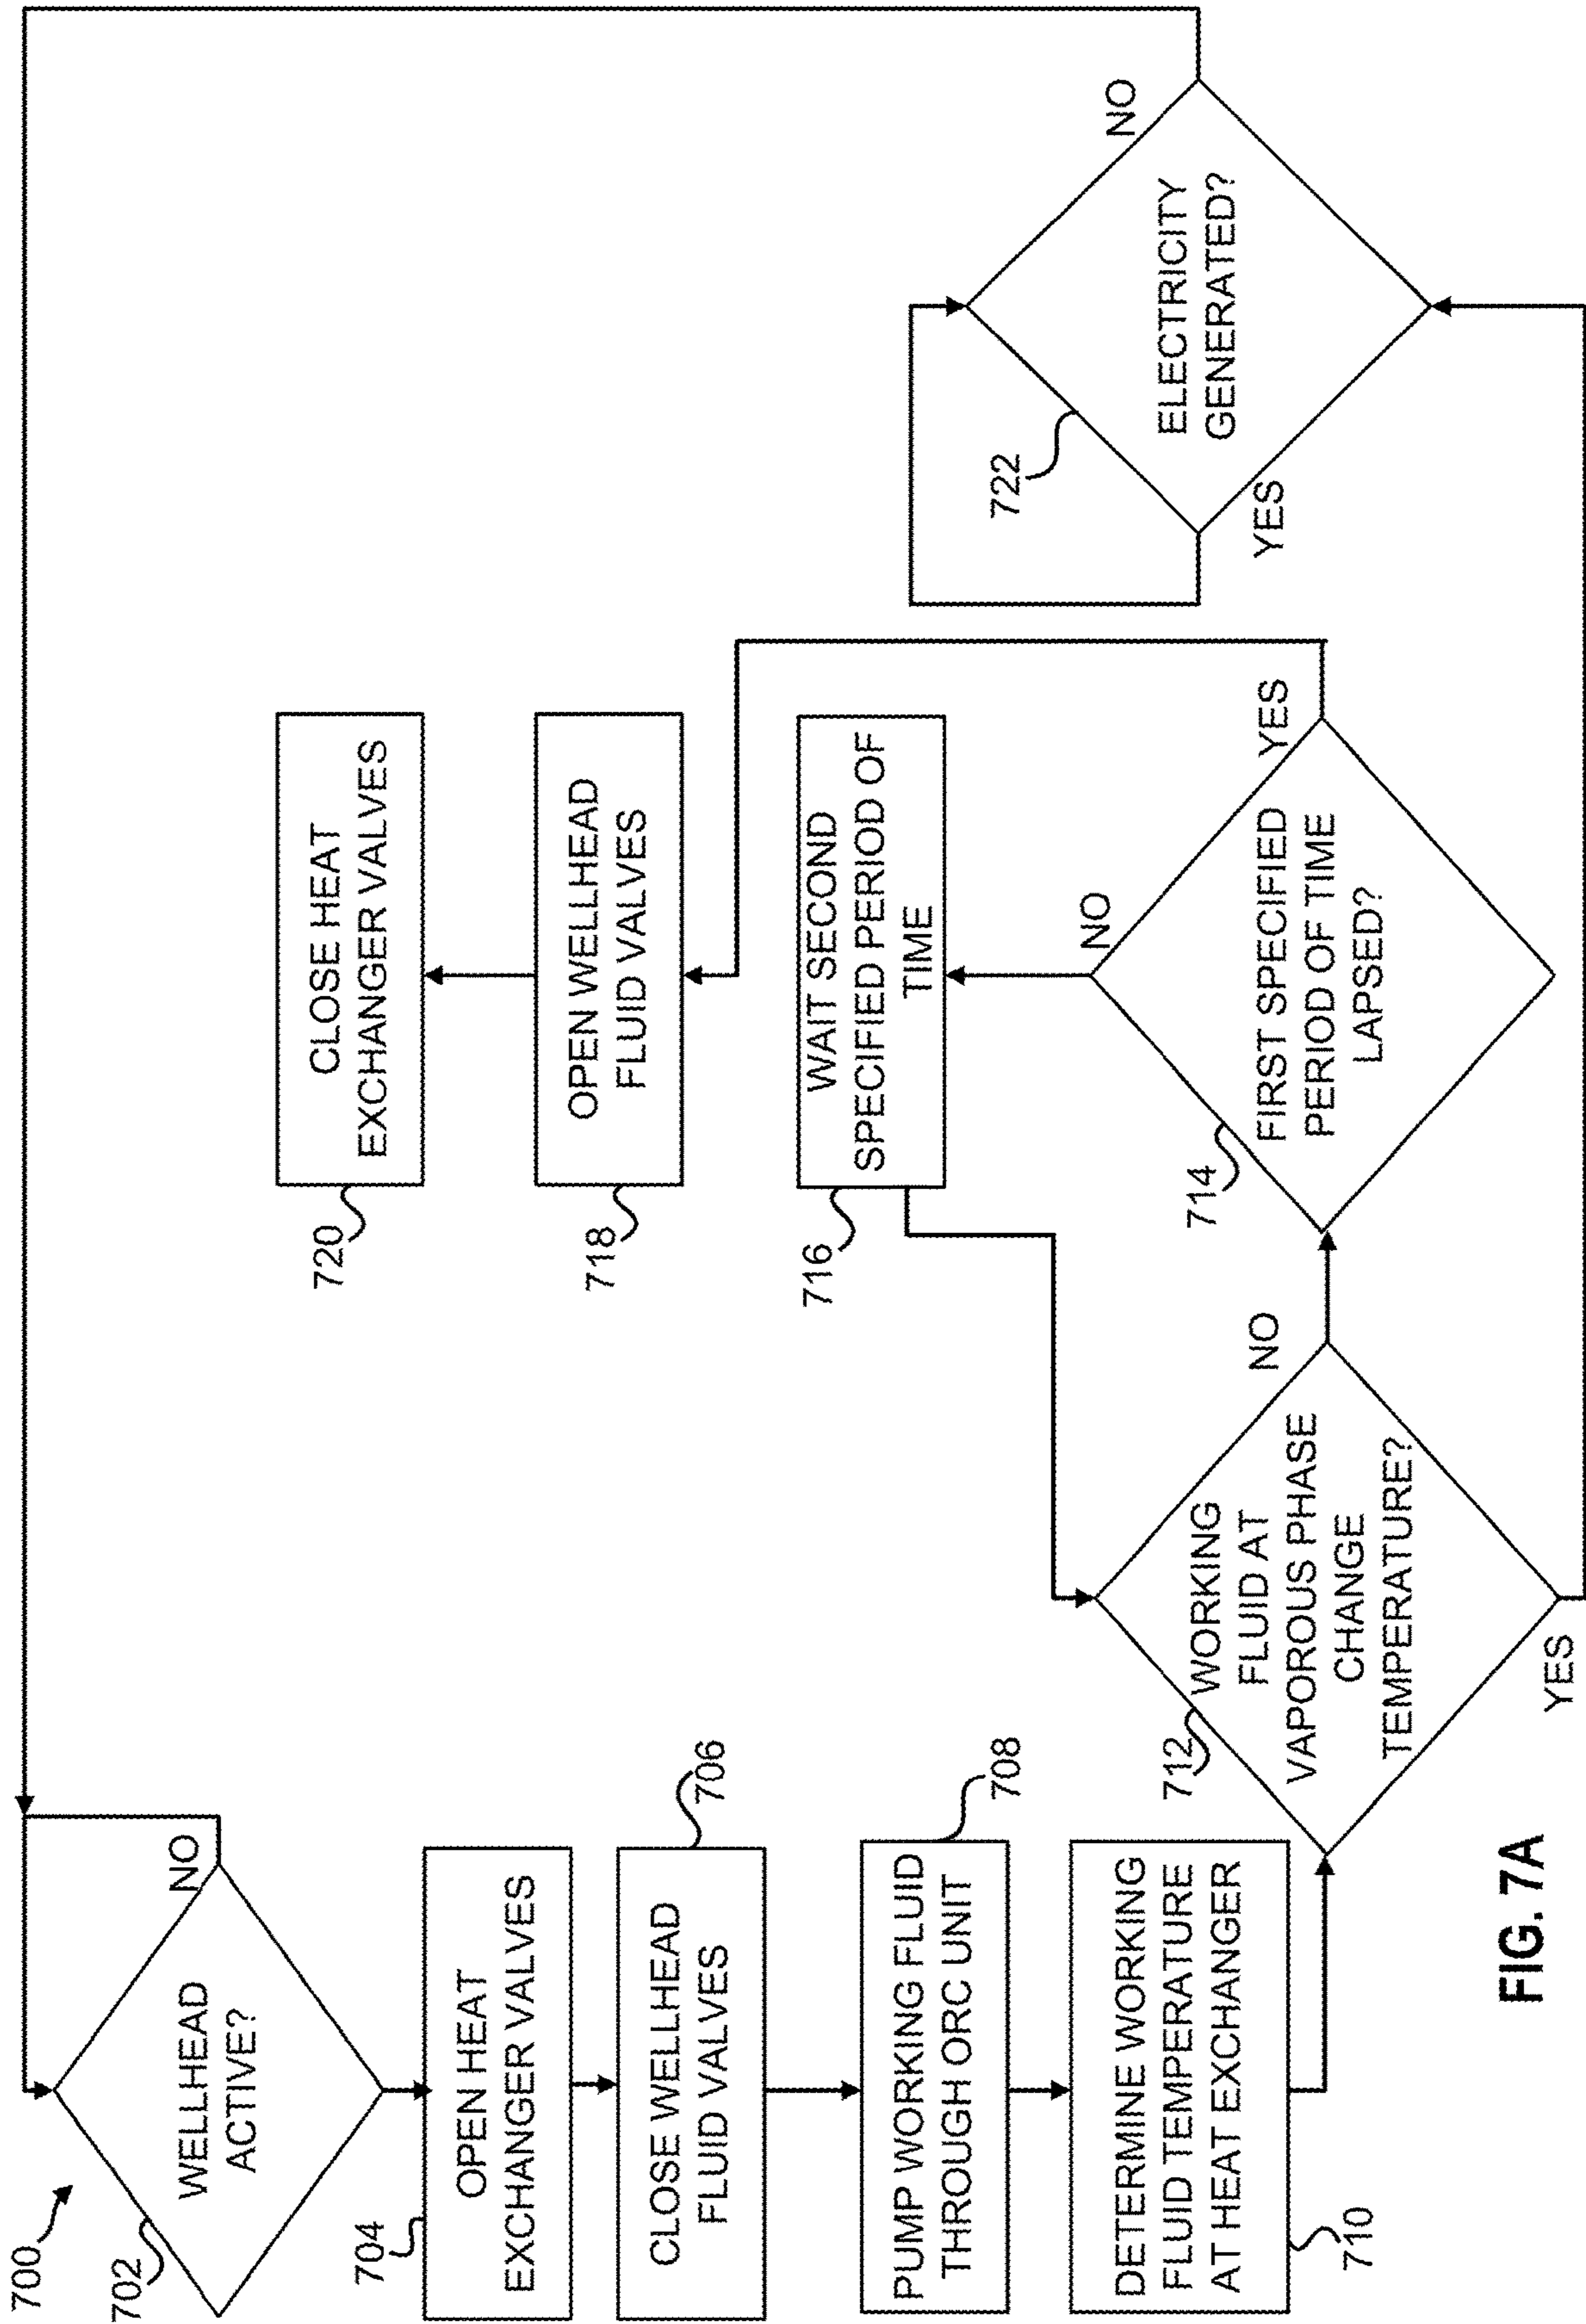 700
702
WELLHEAD
ACTIVE?
NO
704
OPEN HEAT
EXCHANGER VALVES
706
CLOSE WELLHEAD
FLUID VALVES
708
PUMP WORKING FLUID
THROUGH ORC UNIT
710
DETERMINE WORKING
FLUID TEMPERATURE
AT HEAT EXCHANGER
712
WORKING
FLUID AT
VAPOROUS PHASE
CHANGE
TEMPERATURE?
NO
YES
714
FIRST SPECIFIED
PERIOD OF TIME
LAPSED?
NO
YES
716
WAIT SECOND
SPECIFIED PERIOD OF
TIME
718
OPEN WELLHEAD
FLUID VALVES
720
CLOSE HEAT
EXCHANGER VALVES
722
ELECTRICITY
GENERATED?
YES
NO
FIG. 7A